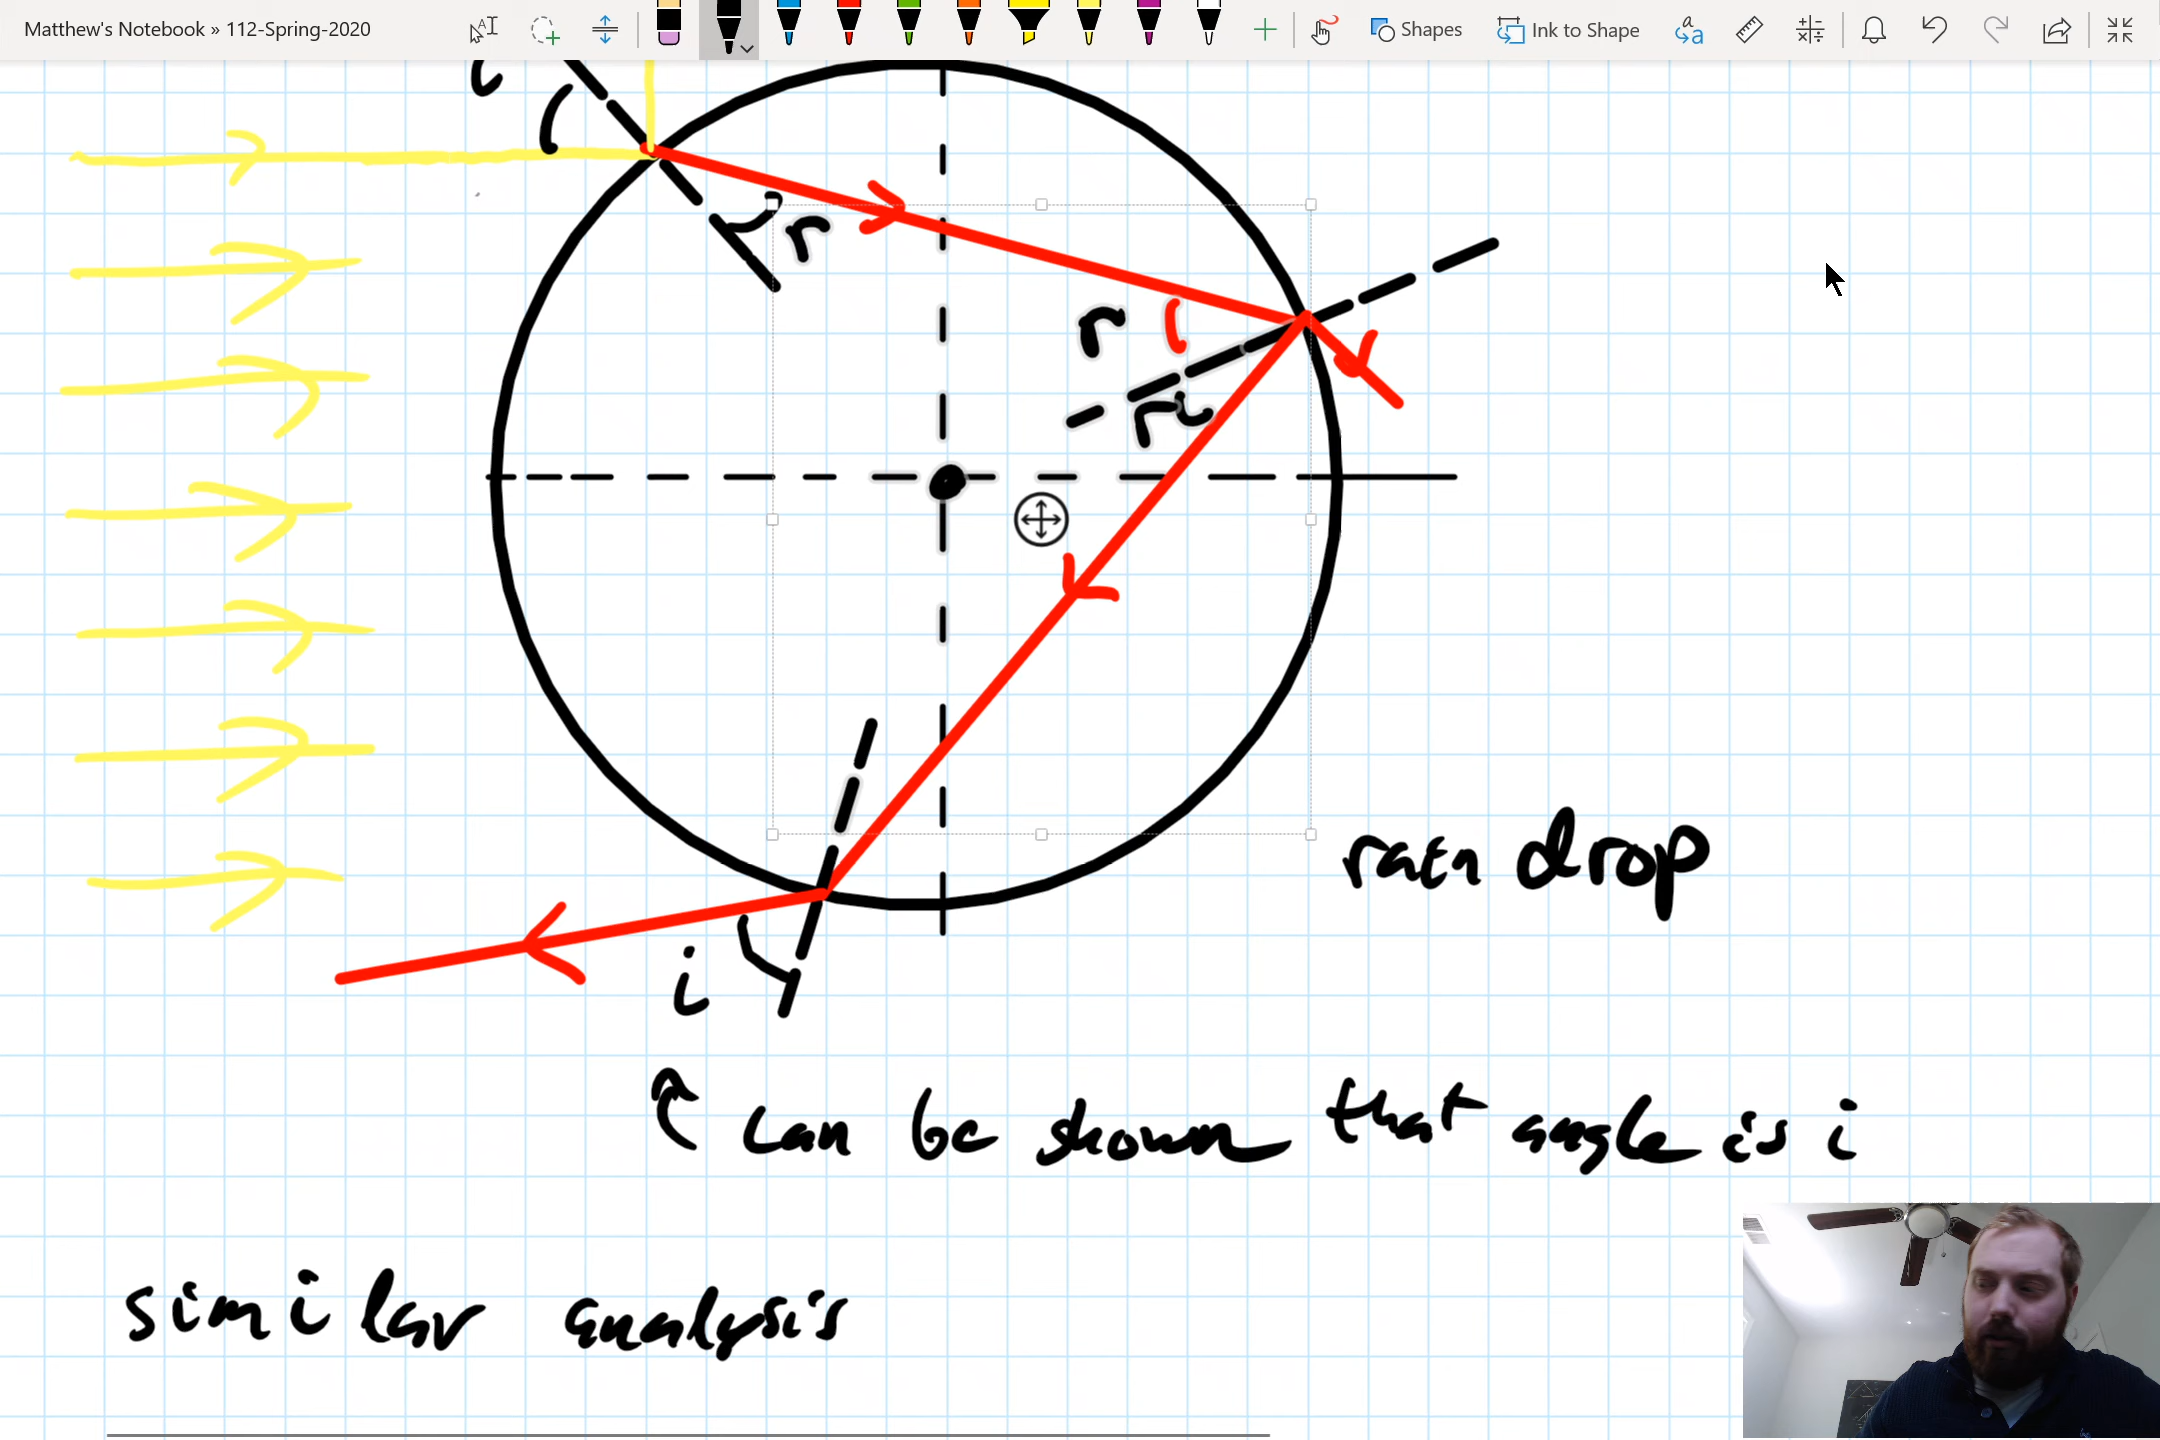 Matthew's Notebook » 112-Spring-2020
Shapes
Ink to Shape
i
r
r
r
rain drop
i
can be shown that angle is i
similar analysis